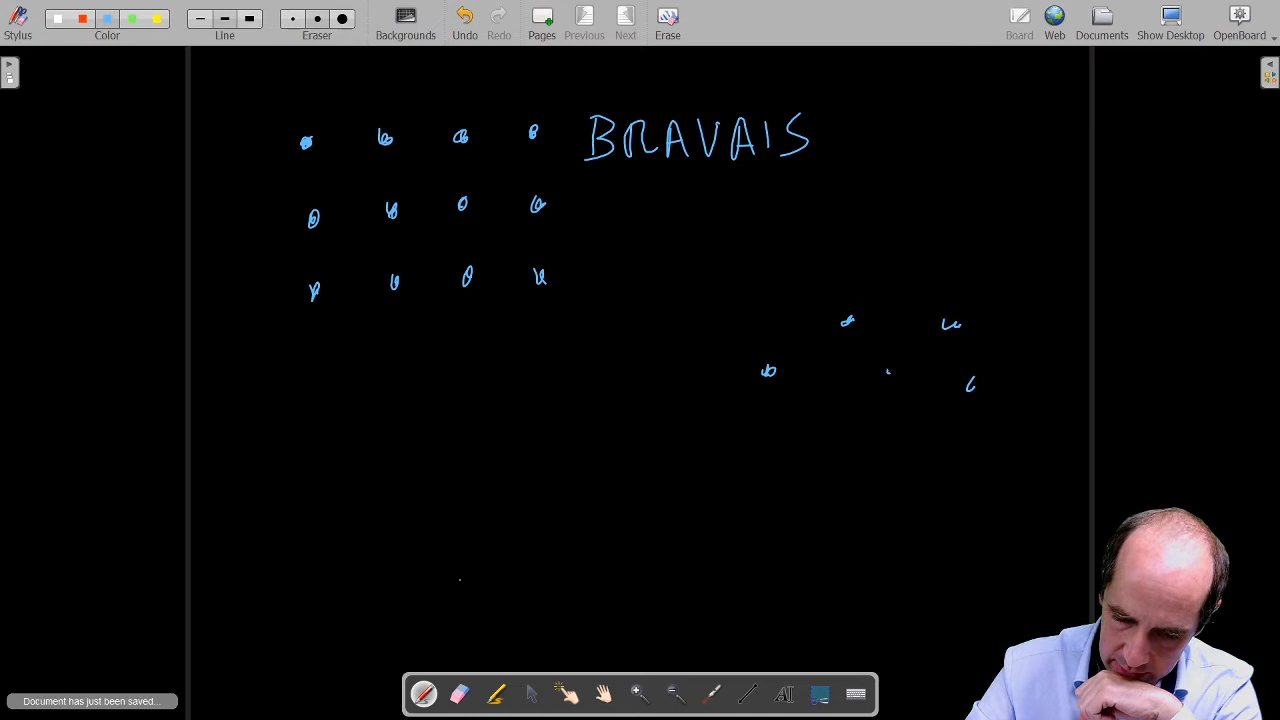 Stylus
Color
Line
Eraser
Backgrounds
Undo
Redo
Pages
Previous
Next
Erase
Board
Web
Documents
Show Desktop
OpenBoard
BRAVAIS
AI
Document has just been saved...